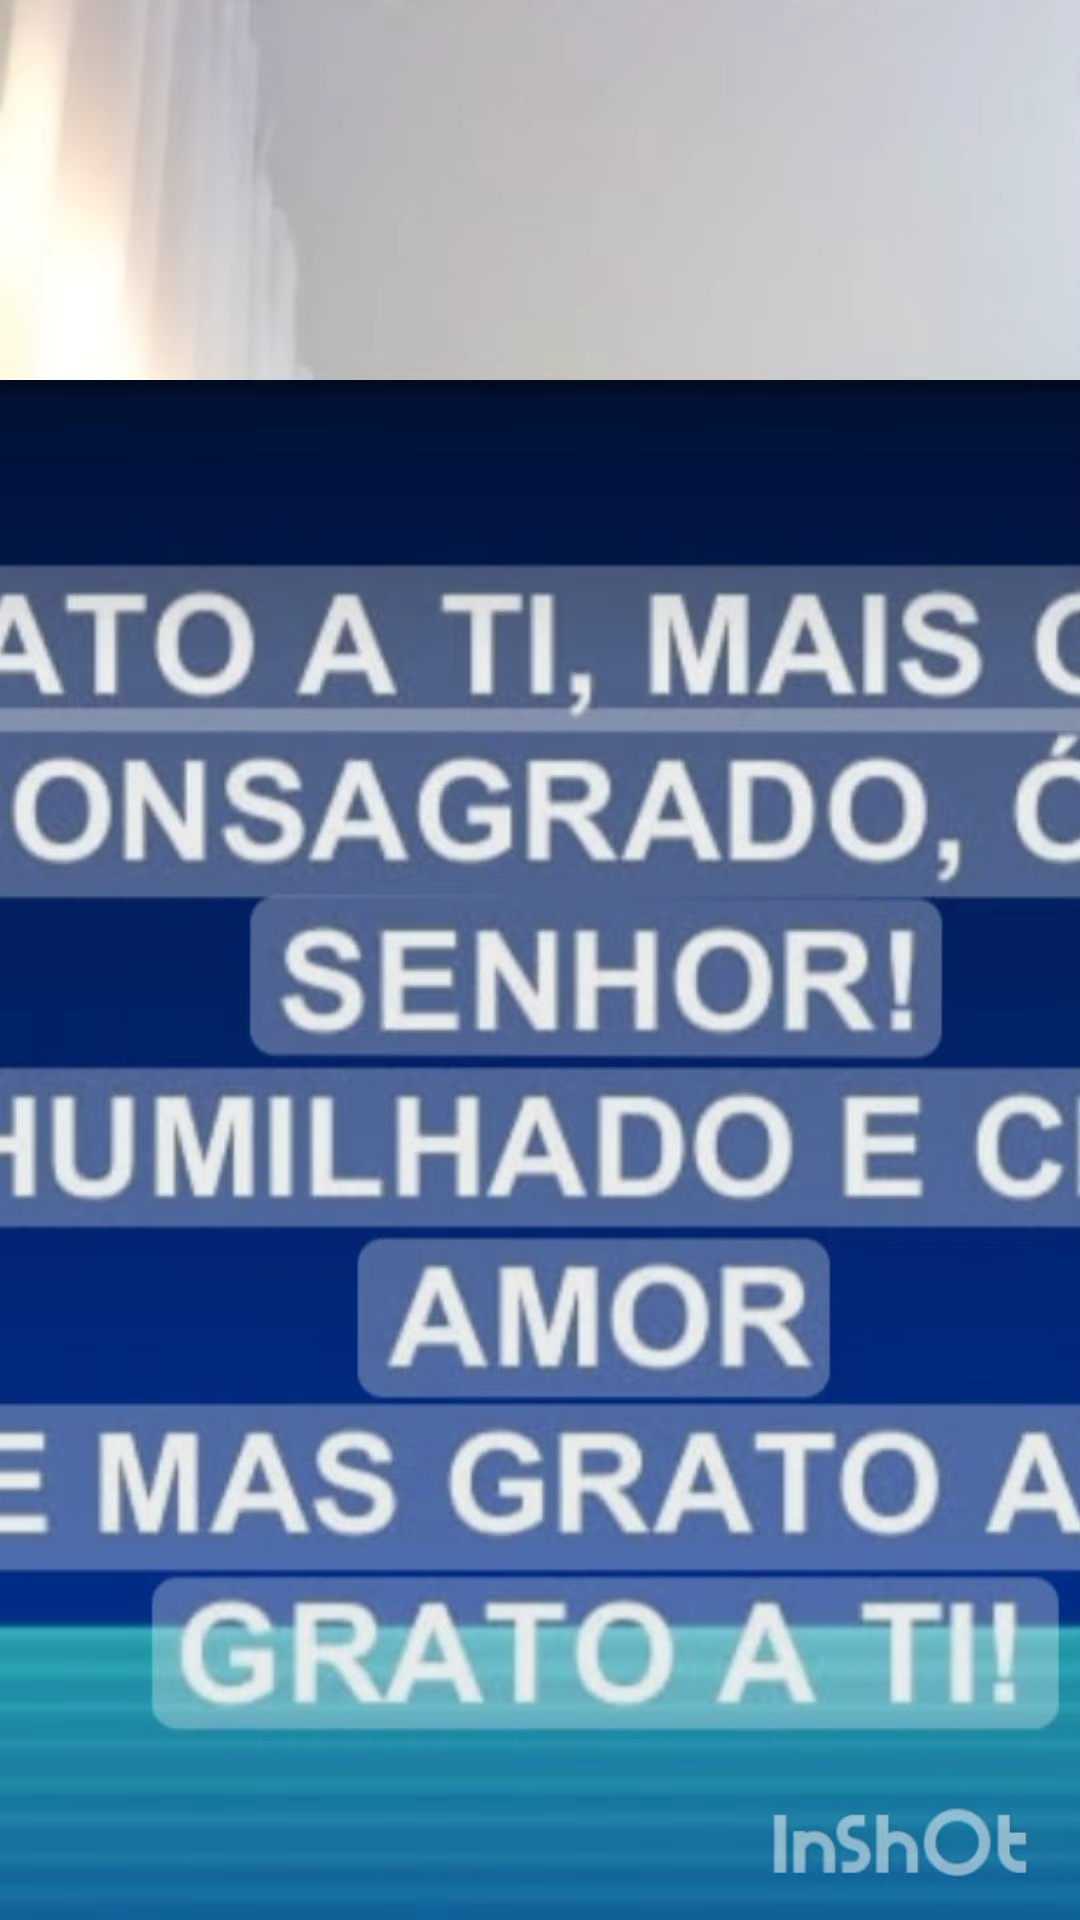 ATO A TI, MAIS
ONSAGRADO, Ó
SENHOR!
HUMILHADO E
AMOR
E MAS GRATO A
GRATO A TI!
InShOt